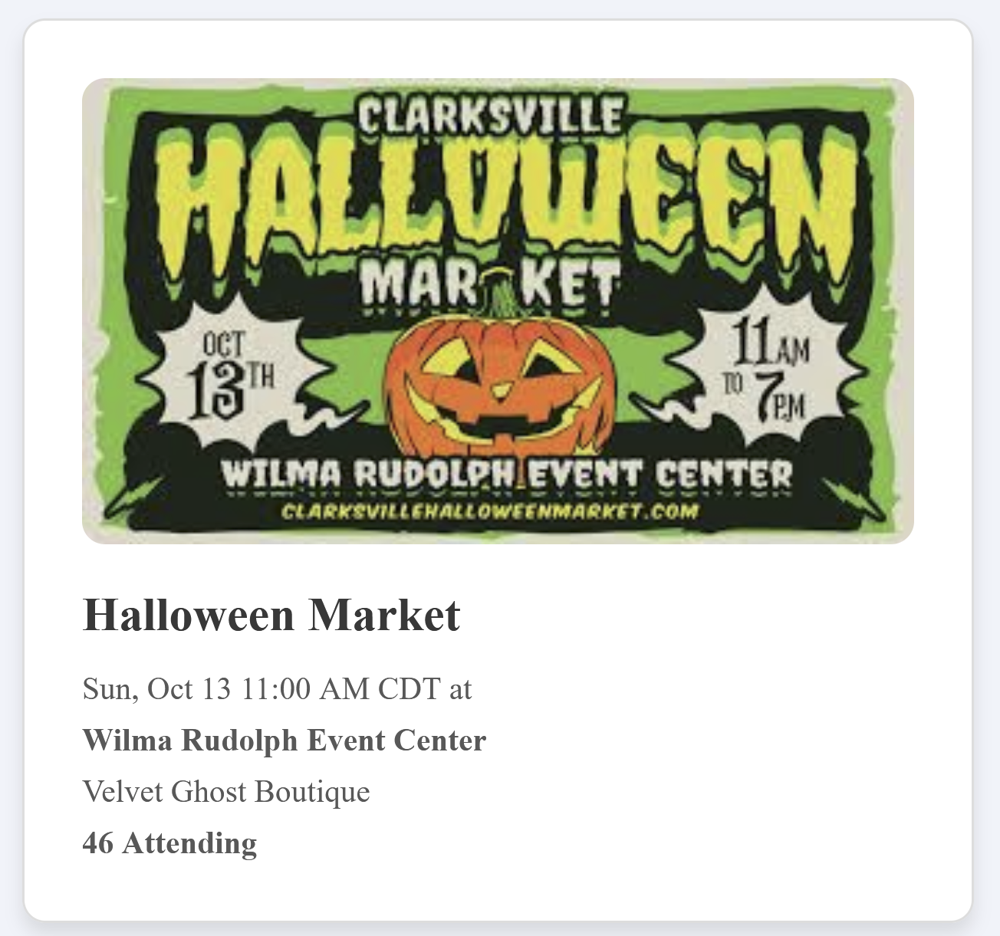 CLARKSVILLE
HALLOWEEN
MARKET
OCT
13TH
11AM
TO 7PM
WILMA RUDOLPH EVENT CENTER
CLARKSVILLEHALLOWEENMARKET.COM
Halloween Market
Sun, Oct 13 11:00 AM CDT at
Wilma Rudolph Event Center
Velvet Ghost Boutique
46 Attending